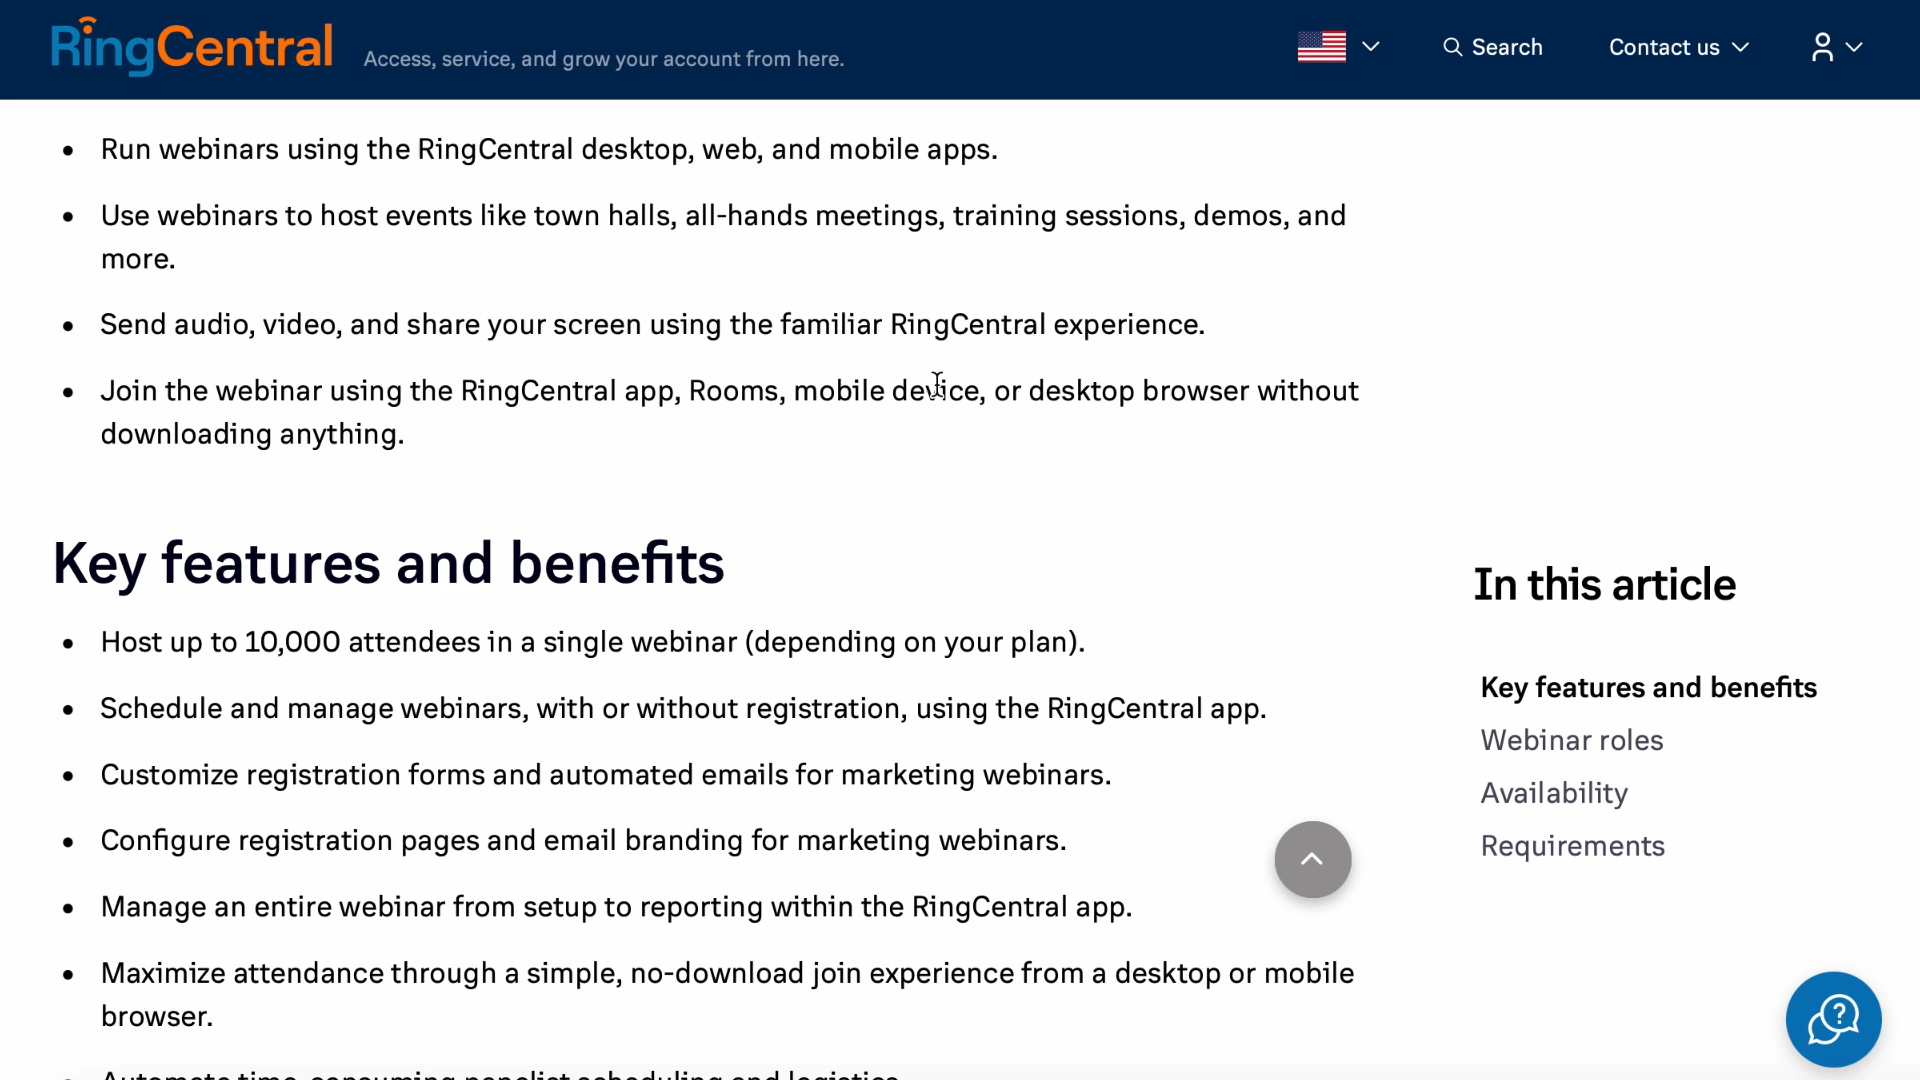 RingCentral Access, service, and grow your account from here. Search Contact us
• Run webinars using the RingCentral desktop, web, and mobile apps.
• Use webinars to host events like town halls, all-hands meetings, training sessions, demos, and
more.
• Send audio, video, and share your screen using the familiar RingCentral experience.
• Join the webinar using the RingCentral app, Rooms, mobile device, or desktop browser without
downloading anything.
Key features and benefits
• Host up to 10,000 attendees in a single webinar (depending on your plan).
• Schedule and manage webinars, with or without registration, using the RingCentral app.
• Customize registration forms and automated emails for marketing webinars.
• Configure registration pages and email branding for marketing webinars.
• Manage an entire webinar from setup to reporting within the RingCentral app.
• Maximize attendance through a simple, no-download join experience from a desktop or mobile
browser.
Automate time-consuming panelist scheduling and logistics.
In this article
Key features and benefits
Webinar roles
Availability
Requirements